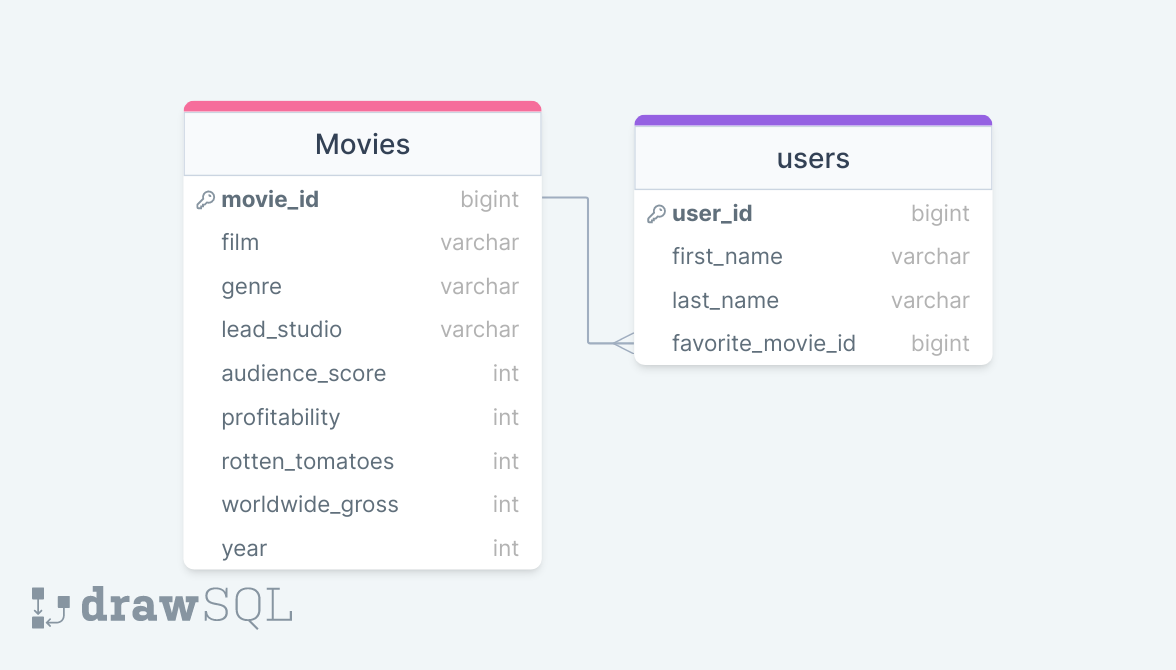 Movies
movie_id bigint
film varchar
genre varchar
lead_studio varchar
audience_score int
profitability int
rotten_tomatoes int
worldwide_gross int
year int
users
user_id bigint
first_name varchar
last_name varchar
favorite_movie_id bigint
drawSQL